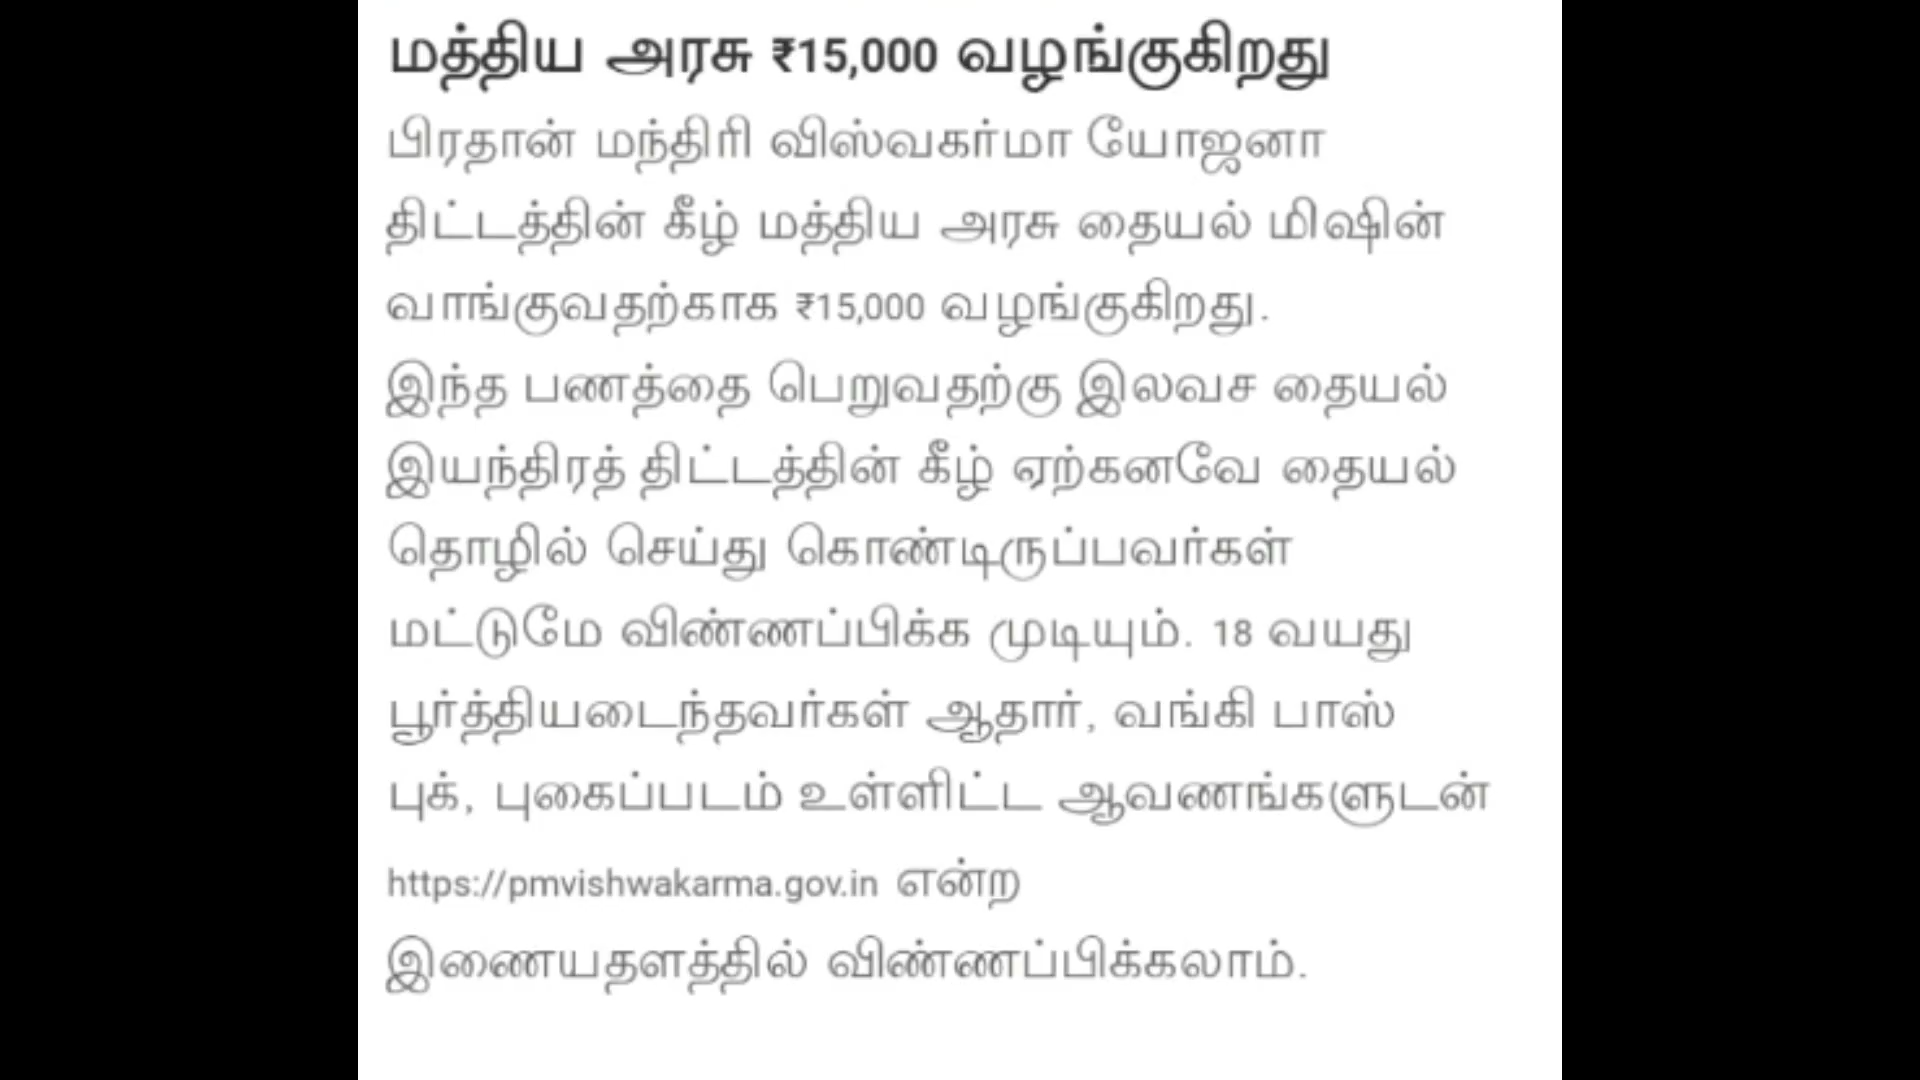 மத்திய அரசு ₹15,000 வழங்குகிறது
பிரதான் மந்திரி விஸ்வகர்மா யோஜனா
திட்டத்தின் கீழ் மத்திய அரசு தையல் மிஷின்
வாங்குவதற்காக ₹15,000 வழங்குகிறது.
இந்த பணத்தை பெறுவதற்கு இலவச தையல்
இயந்திரத் திட்டத்தின் கீழ் ஏற்கனவே தையல்
தொழில் செய்து கொண்டிருப்பவர்கள்
மட்டுமே விண்ணப்பிக்க முடியும். 18 வயது
பூர்த்தியடைந்தவர்கள் ஆதார், வங்கி பாஸ்
புக், புகைப்படம் உள்ளிட்ட ஆவணங்களுடன்
https://pmvishwakarma.gov.in என்ற
இணையதளத்தில் விண்ணப்பிக்கலாம்.